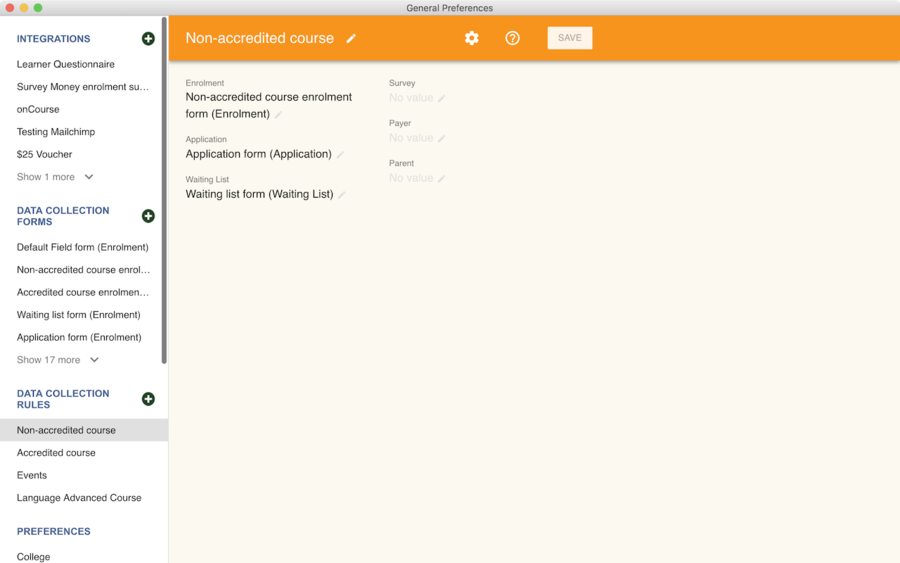 General Preferences
INTEGRATIONS
Learner Questionnaire
Survey Money enrolment su...
onCourse
Testing Mailchimp
$25 Voucher
Show 1 more
DATA COLLECTION
FORMS
Default Field form (Enrolment)
Non-accredited course enrol...
Accredited course enrolmen...
Waiting list form (Enrolment)
Application form (Enrolment)
Show 17 more
DATA COLLECTION
RULES
Non-accredited course
Accredited course
Events
Language Advanced Course
PREFERENCES
College
Non-accredited course
SAVE
Enrolment
Non-accredited course enrolment
form (Enrolment)
Application
Application form (Application)
Waiting List
Waiting list form (Waiting List)
Survey
No value
Payer
No value
Parent
No value